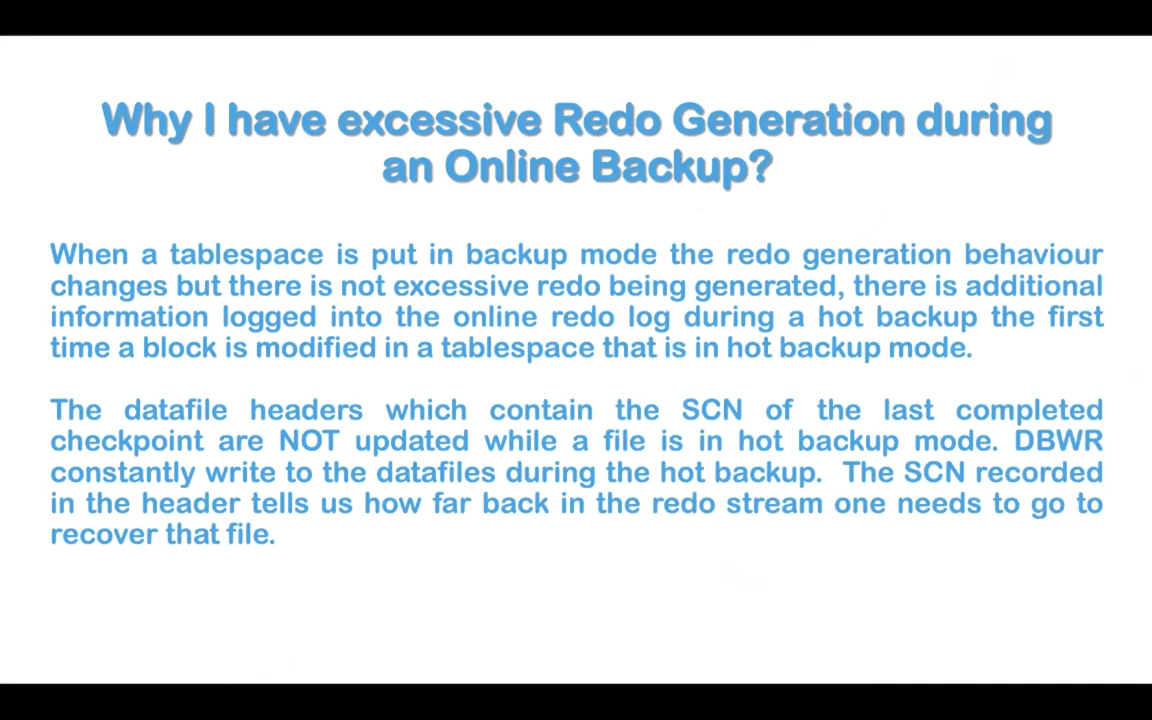 Why I have excessive Redo Generation during
an Online Backup?
When a tablespace is put in backup mode the redo generation behaviour
changes but there is not excessive redo being generated, there is additional
information logged into the online redo log during a hot backup the first
time a block is modified in a tablespace that is in hot backup mode.
The datafile headers which contain the SCN of the last completed
checkpoint are NOT updated while a file is in hot backup mode. DBWR
constantly write to the datafiles during the hot backup. The SCN recorded
in the header tells us how far back in the redo stream one needs to go to
recover that file.